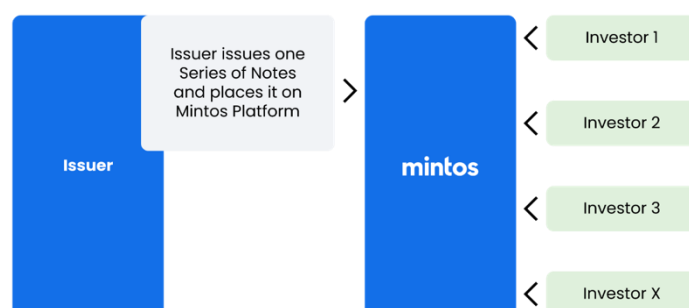 Issuer issues one
Series of Notes
and places it on
Mintos Platform
Issuer
mintos
Investor 1
Investor 2
Investor 3
Investor X